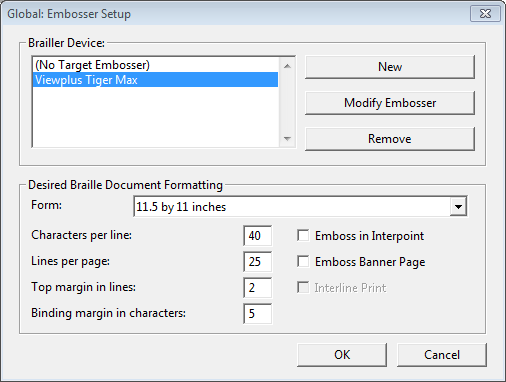 Global: Embosser Setup
Brailler Device:
(No Target Embosser)
Viewplus Tiger Max
New
Modify Embosser
Remove
Desired Braille Document Formatting
Form: 11.5 by 11 inches
Characters per line: 40 Emboss in Interpoint
Lines per page: 25 Emboss Banner Page
Top margin in lines: 2 Interline Print
Binding margin in characters: 5
OK Cancel